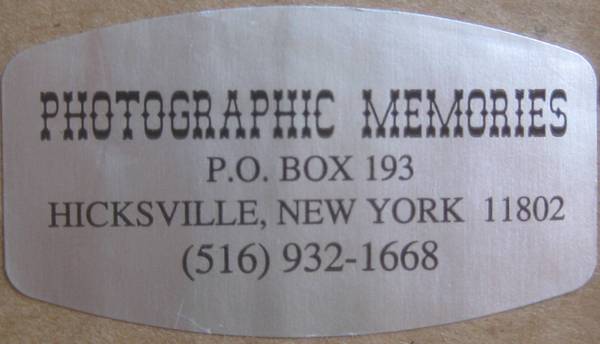 PHOTOGRAPHIC MEMORIES
P.O. BOX 193
HICKSVILLE, NEW YORK 11802
(516) 932-1668